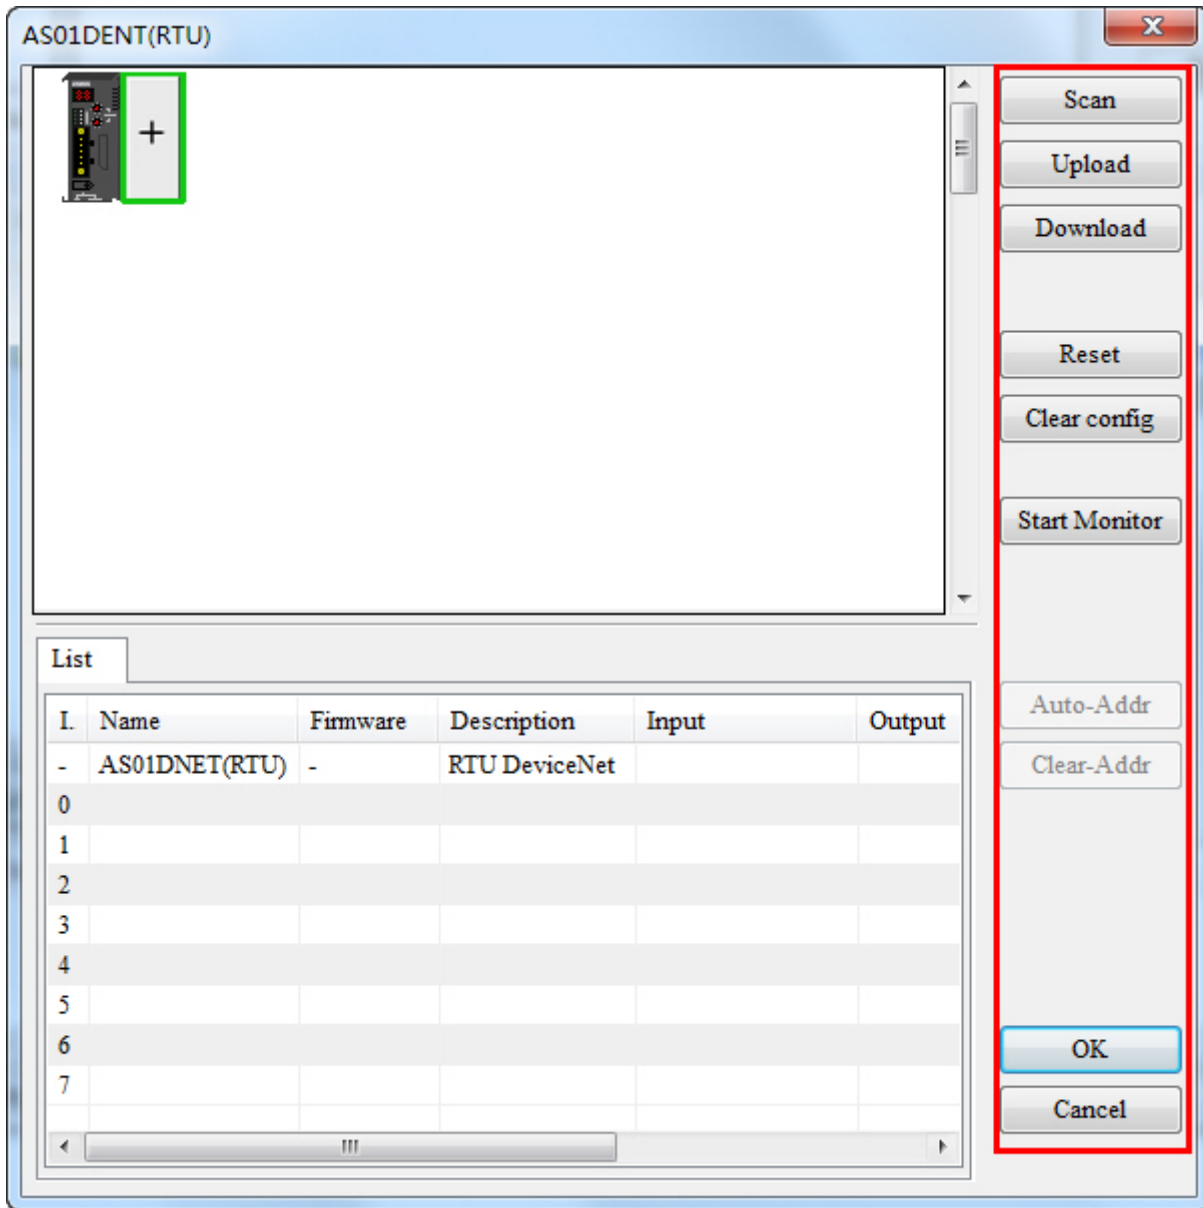 AS01DENT(RTU)
+
Scan
Upload
Download
Reset
Clear config
Start Monitor
Auto-Addr
Clear-Addr
OK
Cancel
List
I. Name Firmware Description Input Output
- AS01DNET(RTU) - RTU DeviceNet
0
1
2
3
4
5
6
7